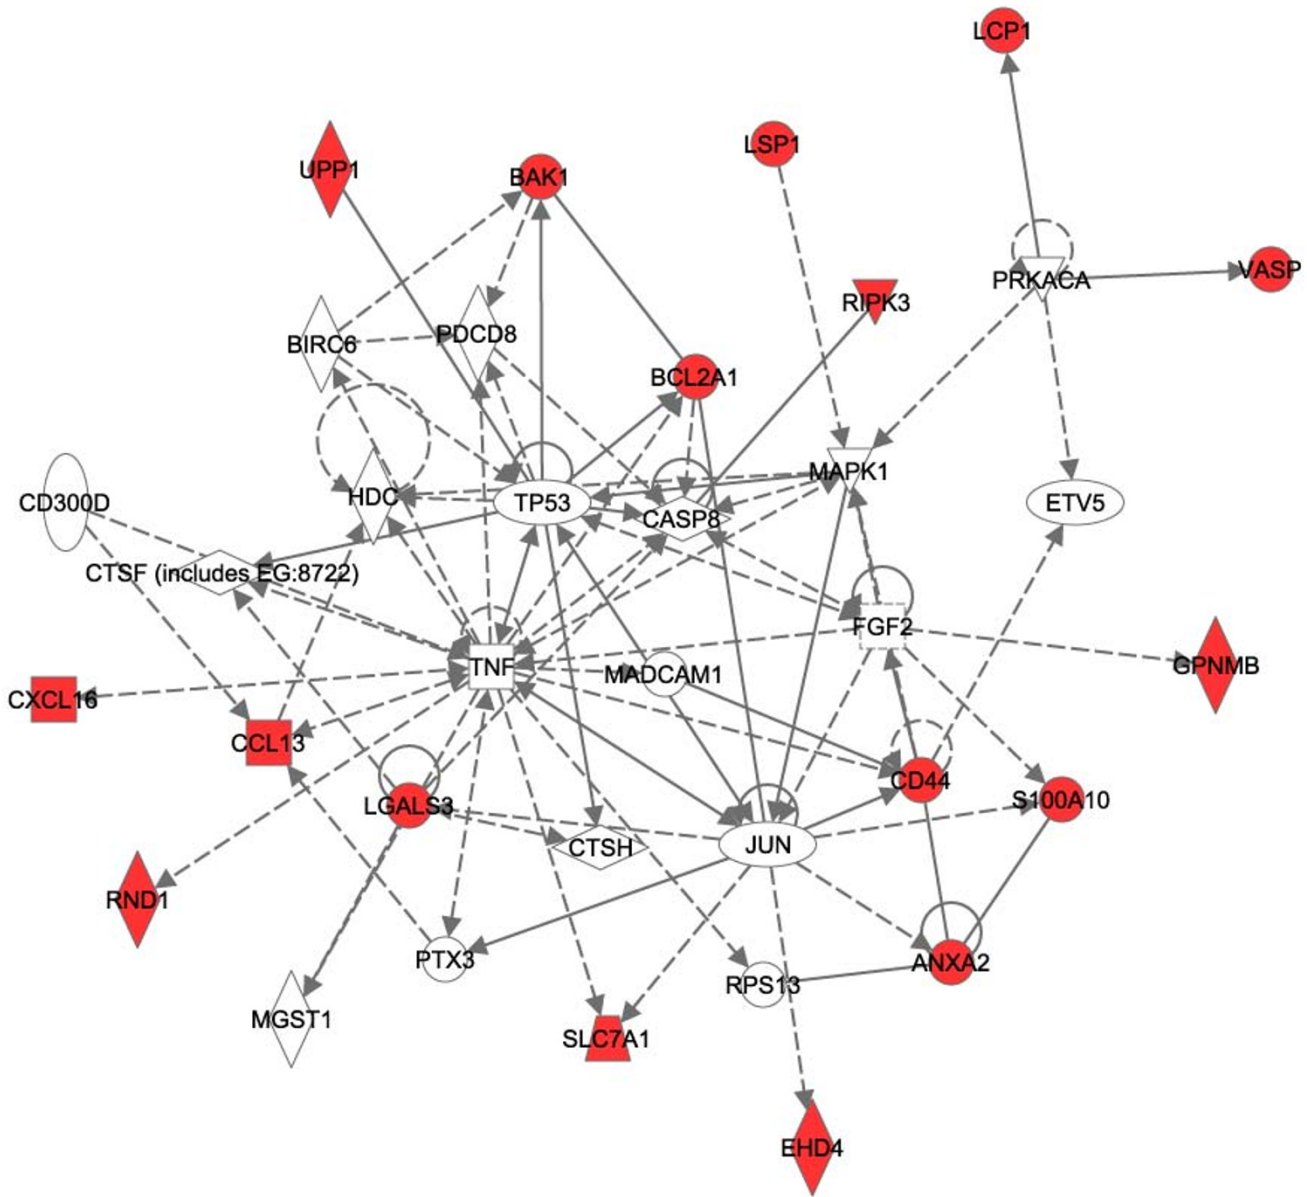 LCP1
LSP1
UPP1
BAK1
VASP
PRKACA
RIPK3
PDCD8
BIRC6
BCL2A1
MAPK1
HDC
CD300D
TP53
ETV5
CASP8
CTSF (includes EG:8722)
FGF2
TNF
MADCAM1
GPNMB
CXCL16
CCL13
CD44
S100A10
LGALS3
CTSH
JUN
RND1
PTX3
ANXA2
RPS13
MGST1
SLC7A1
EHD4